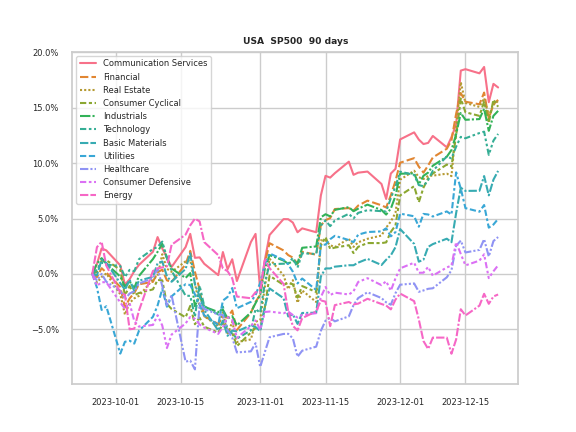 USA SP500 90 days
20.0%
15.0%
10.0%
5.0%
0.0%
−5.0%
Communication Services
Financial
Real Estate
Consumer Cyclical
Industrials
Technology
Basic Materials
Utilities
Healthcare
Consumer Defensive
Energy
2023-10-01
2023-10-15
2023-11-01
2023-11-15
2023-12-01
2023-12-15